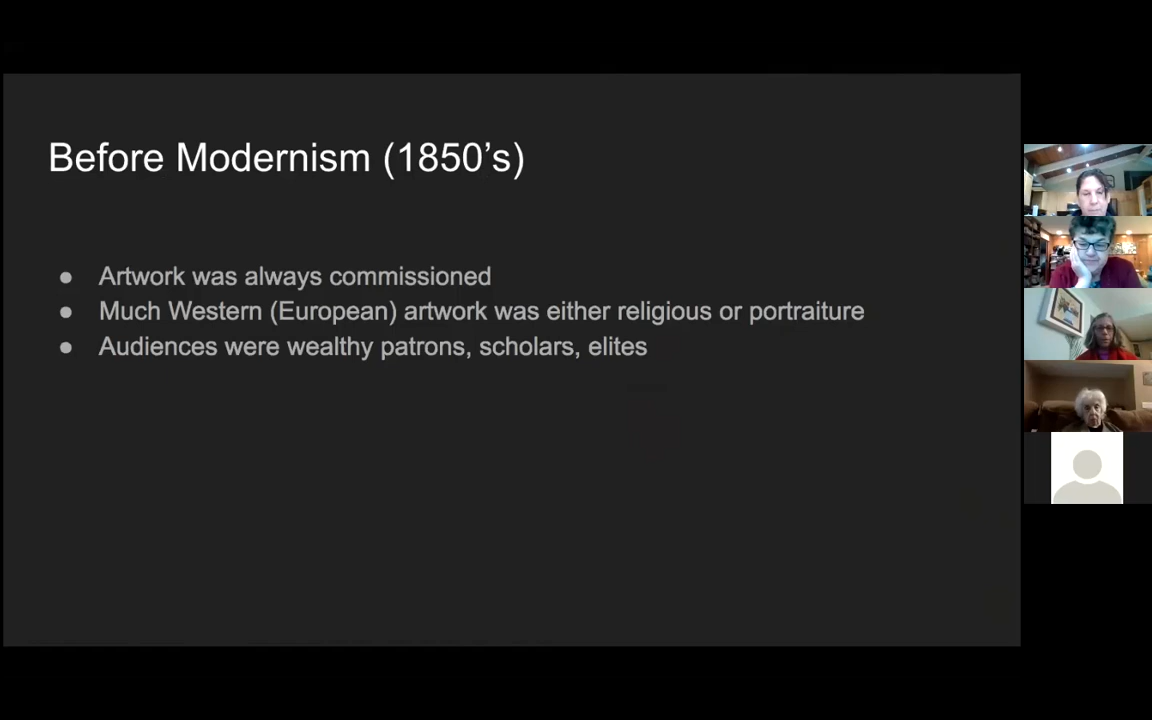 Before Modernism (1850’s)
● Artwork was always commissioned
● Much Western (European) artwork was either religious or portraiture
● Audiences were wealthy patrons, scholars, elites